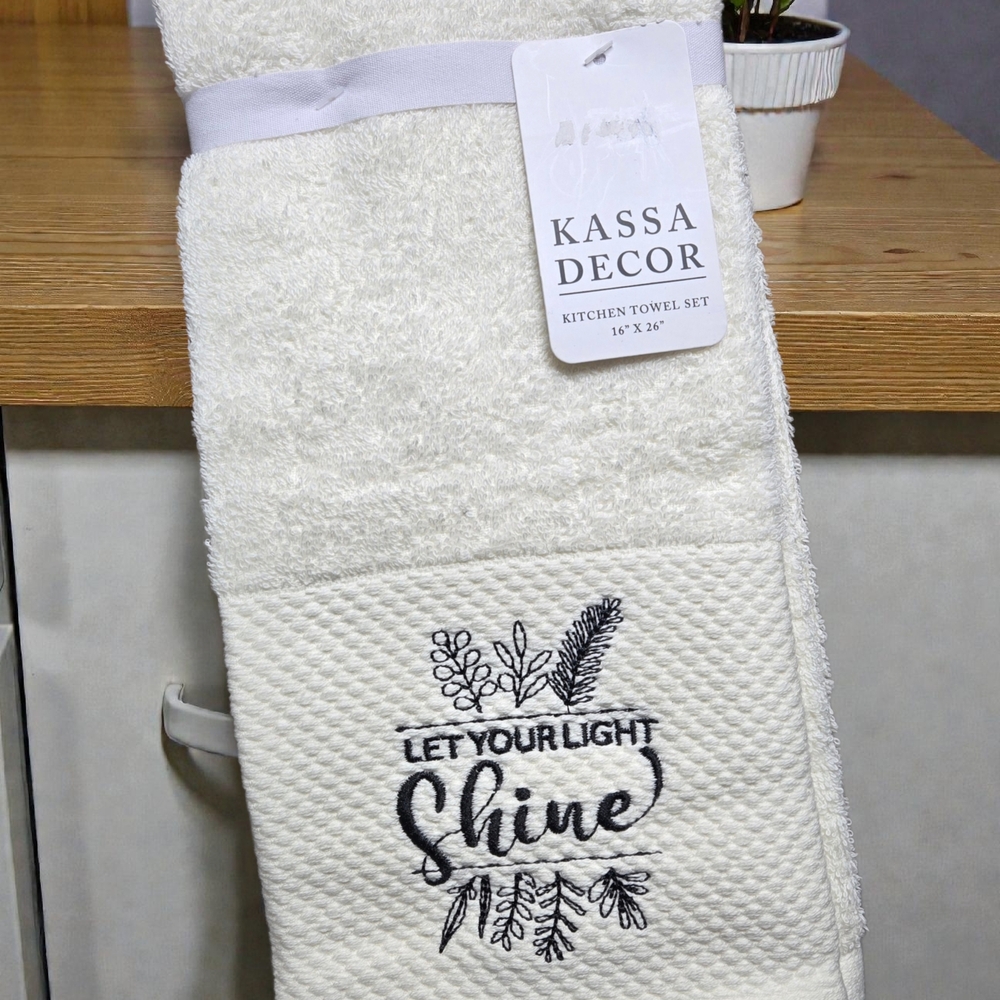 KASSA
DECOR
KITCHEN TOWEL SET
16" X 26"
LET YOUR LIGHT
Shine